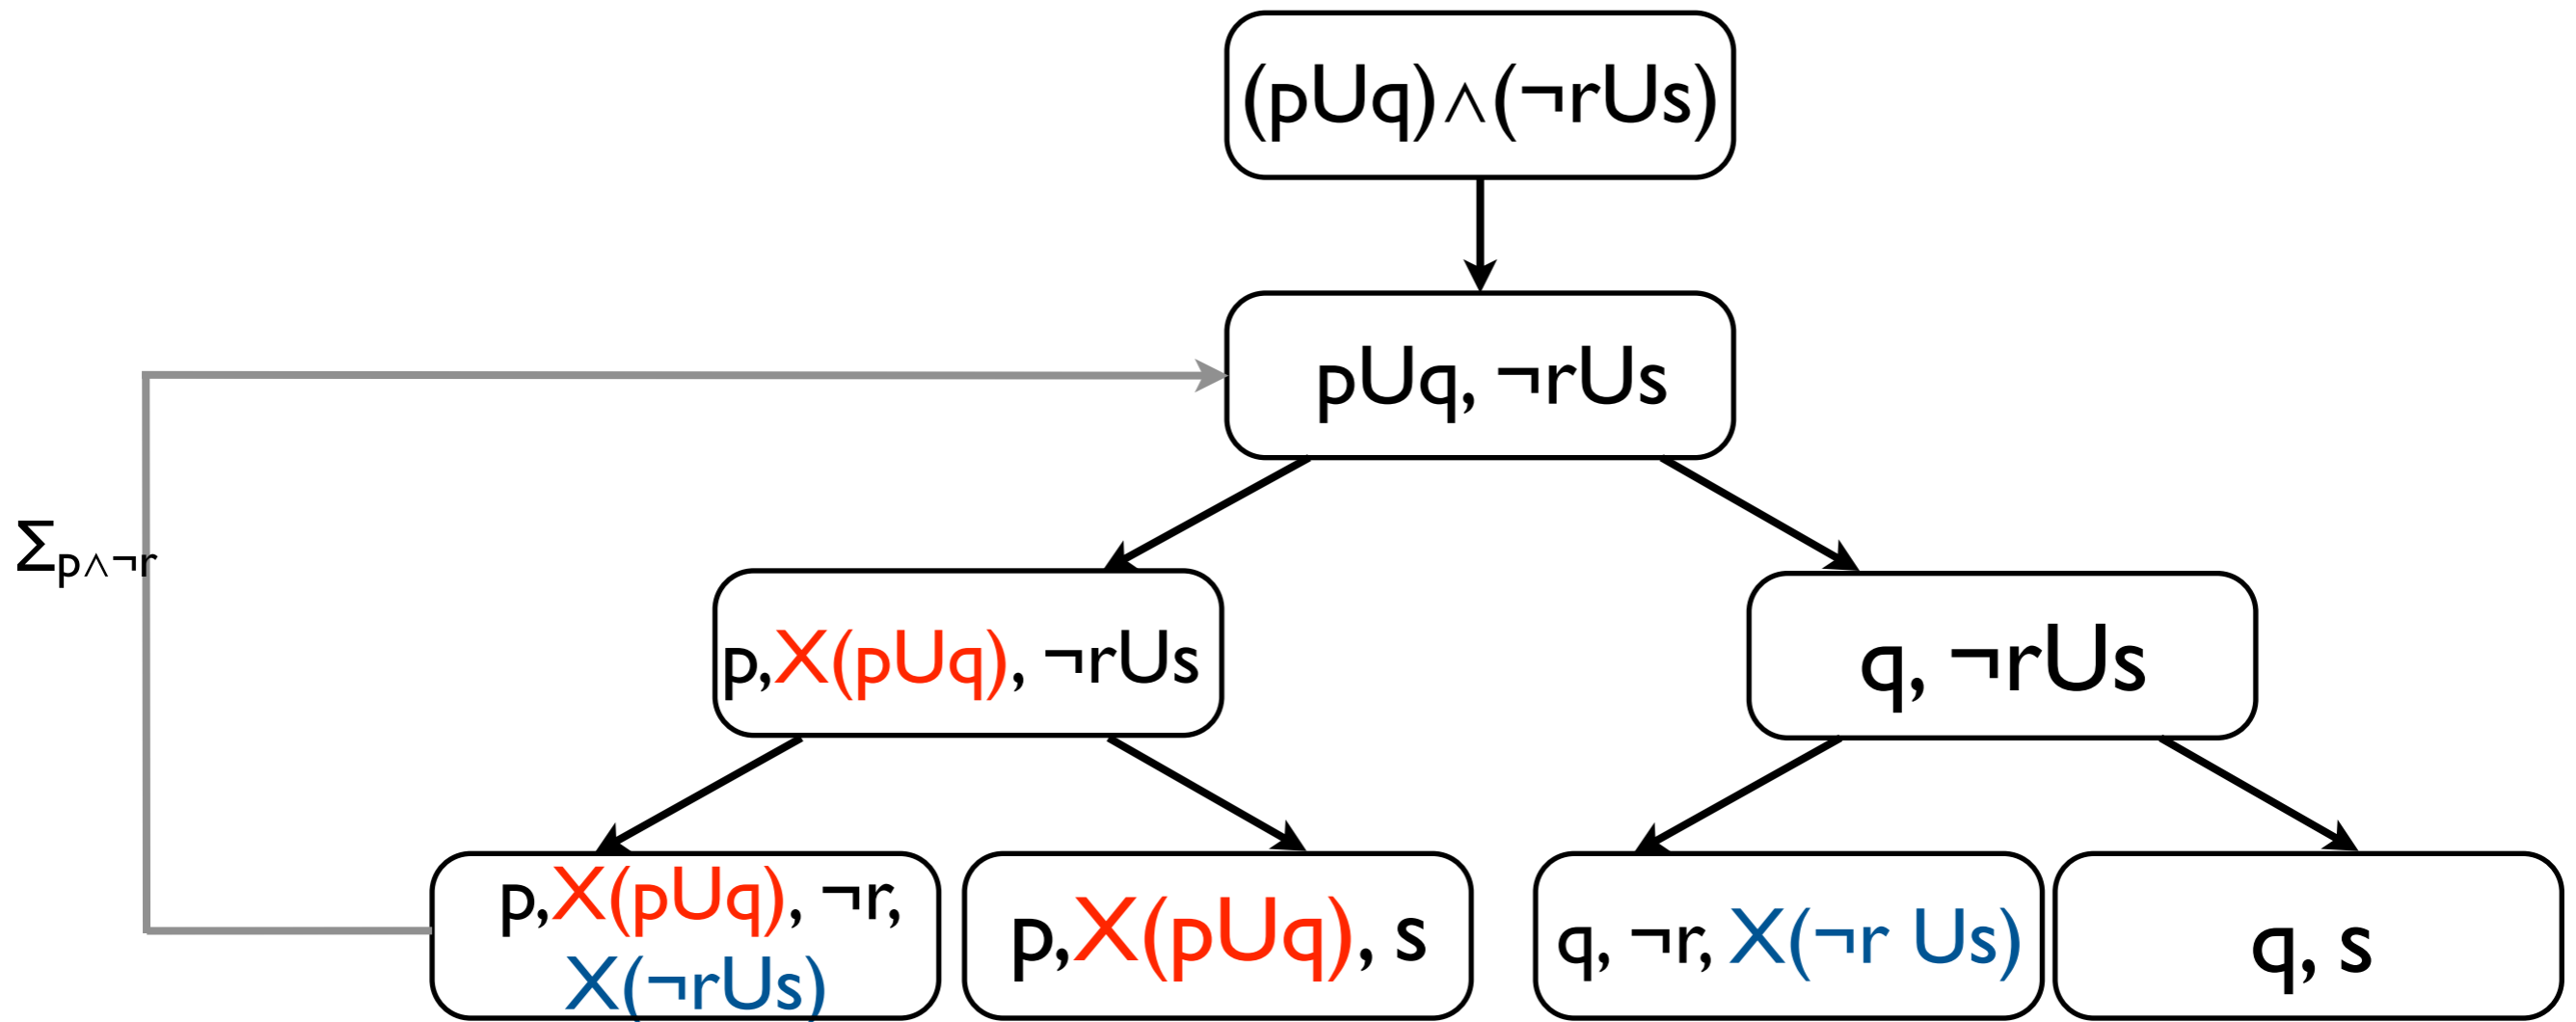 (pUq)∧(¬rUs)
pUq, ¬rUs
Σp∧¬r
p,X(pUq), ¬rUs
q, ¬rUs
p,X(pUq), ¬r,
X(¬rUs)
p,X(pUq), s
q, ¬r, X(¬r Us)
q, s